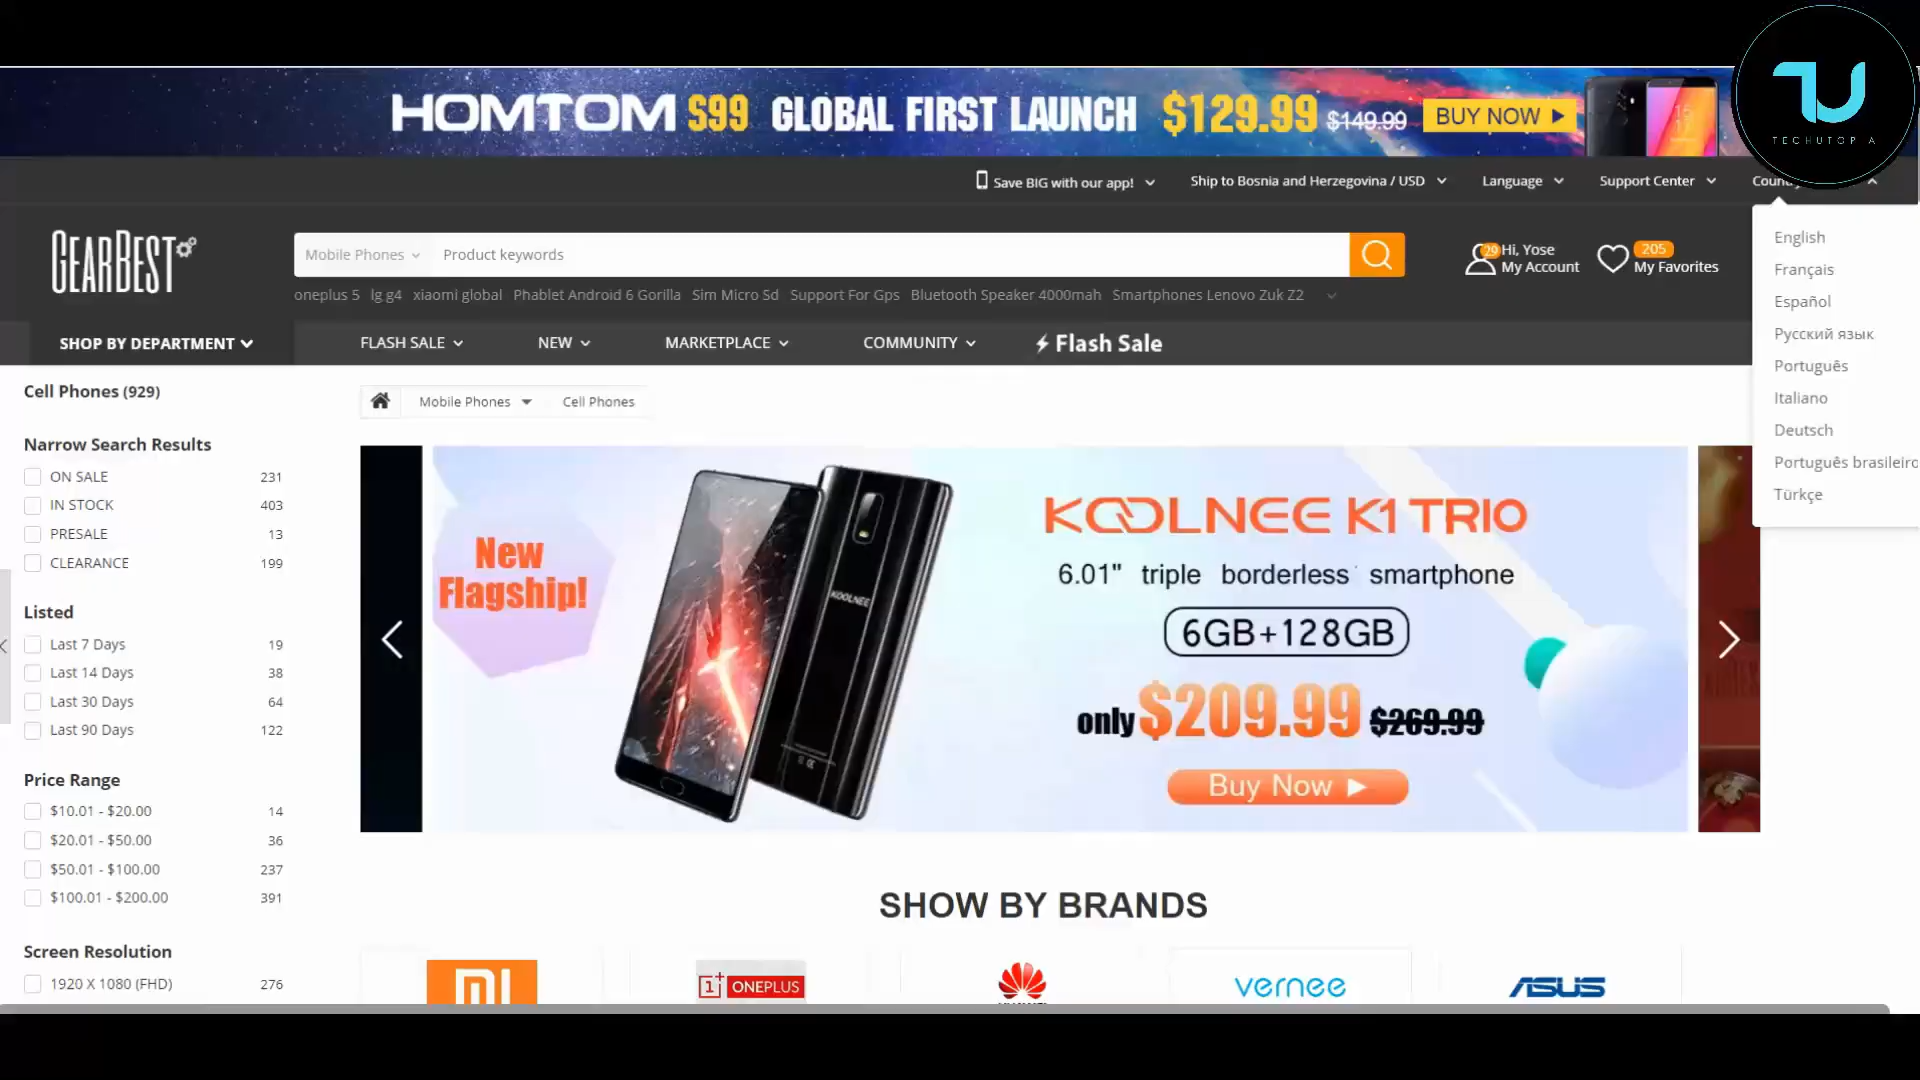 HOMTOM S99 GLOBAL FIRST LAUNCH $129.99 $149.99 BUY NOW
TECHUTOPIA
Save BIG with our app! Ship to Bosnia and Herzegovina / USD Language Support Center
English
Français
Español
Русский язык
Português
Italiano
Deutsch
Português brasileiro
Türkçe
GEARBEST
Mobile Phones Product keywords
29 Hi, Yose
My Account
205
My Favorites
oneplus 5 lg g4 xiaomi global Phablet Android 6 Gorilla Sim Micro Sd Support For Gps Bluetooth Speaker 4000mah Smartphones Lenovo Zuk Z2
SHOP BY DEPARTMENT FLASH SALE NEW MARKETPLACE COMMUNITY Flash Sale
Cell Phones (929)
Narrow Search Results
ON SALE 231
IN STOCK 403
PRESALE 13
CLEARANCE 199
Listed
Last 7 Days 19
Last 14 Days 38
Last 30 Days 64
Last 90 Days 122
Price Range
$10.01 - $20.00 14
$20.01 - $50.00 36
$50.01 - $100.00 237
$100.01 - $200.00 391
Screen Resolution
1920 X 1080 (FHD) 276
Mobile Phones Cell Phones
New
Flagship!
KOOLNEE
KOOLNEE K1 TRIO
6.01" triple borderless smartphone
6GB+128GB
only $209.99 $269.99
Buy Now
SHOW BY BRANDS
MI
1+ ONEPLUS
vernee
ASUS